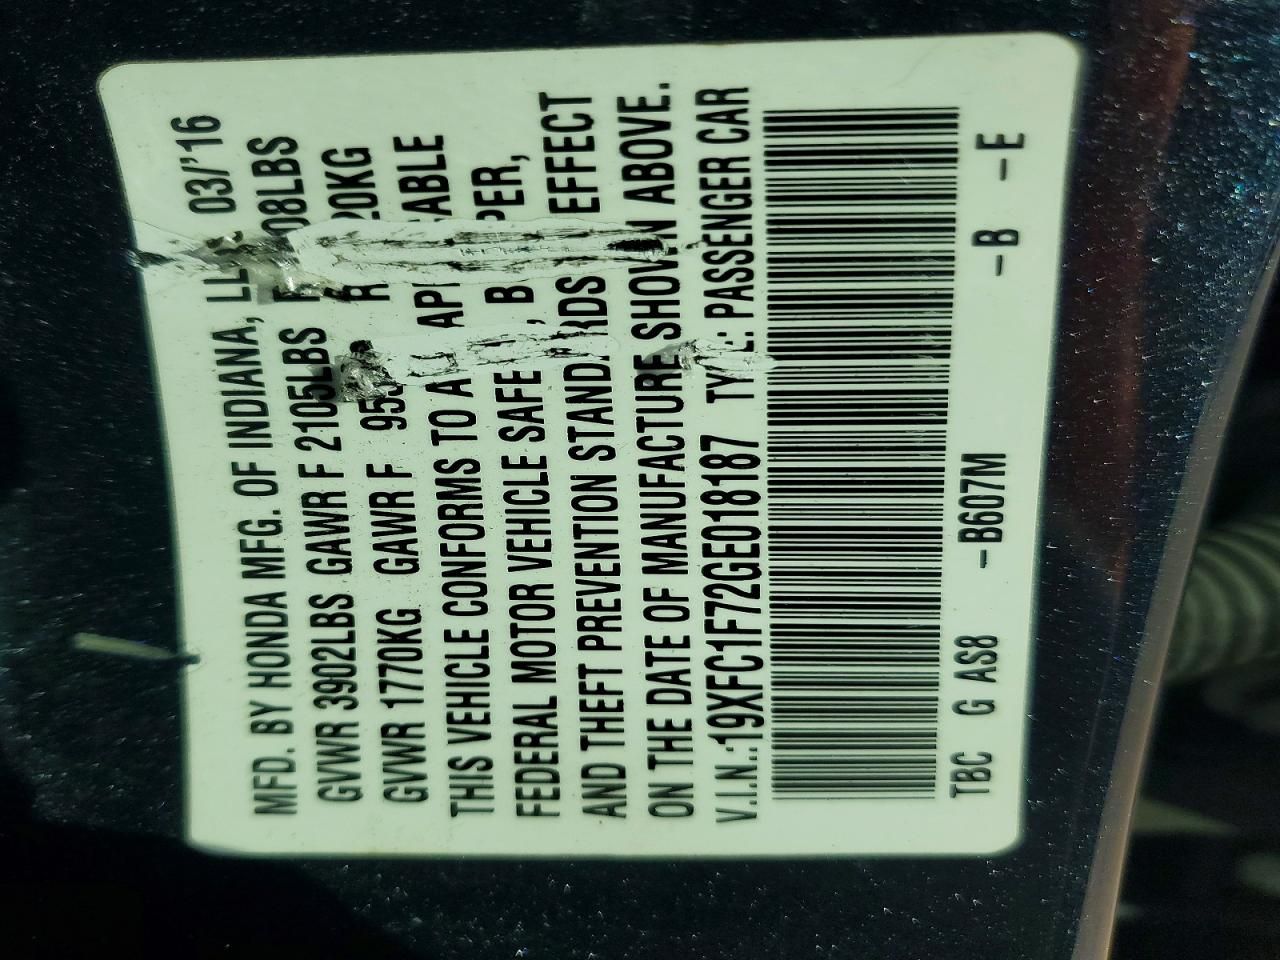 MFD. BY HONDA MFG. OF INDIANA, LL 03/'16
GVWR 3902LBS GAWR F 2105LBS 08LBS
GVWR 1770KG GAWR F 95 R 20KG
THIS VEHICLE CONFORMS TO A AP ABLE
FEDERAL MOTOR VEHICLE SAFE , B PER,
AND THEFT PREVENTION STAND RDS EFFECT
ON THE DATE OF MANUFACTURE SHOWN ABOVE.
V.I.N.:19XFC1F72GE018187 TY E: PASSENGER CAR
TBC G AS8 -B607M -B -E